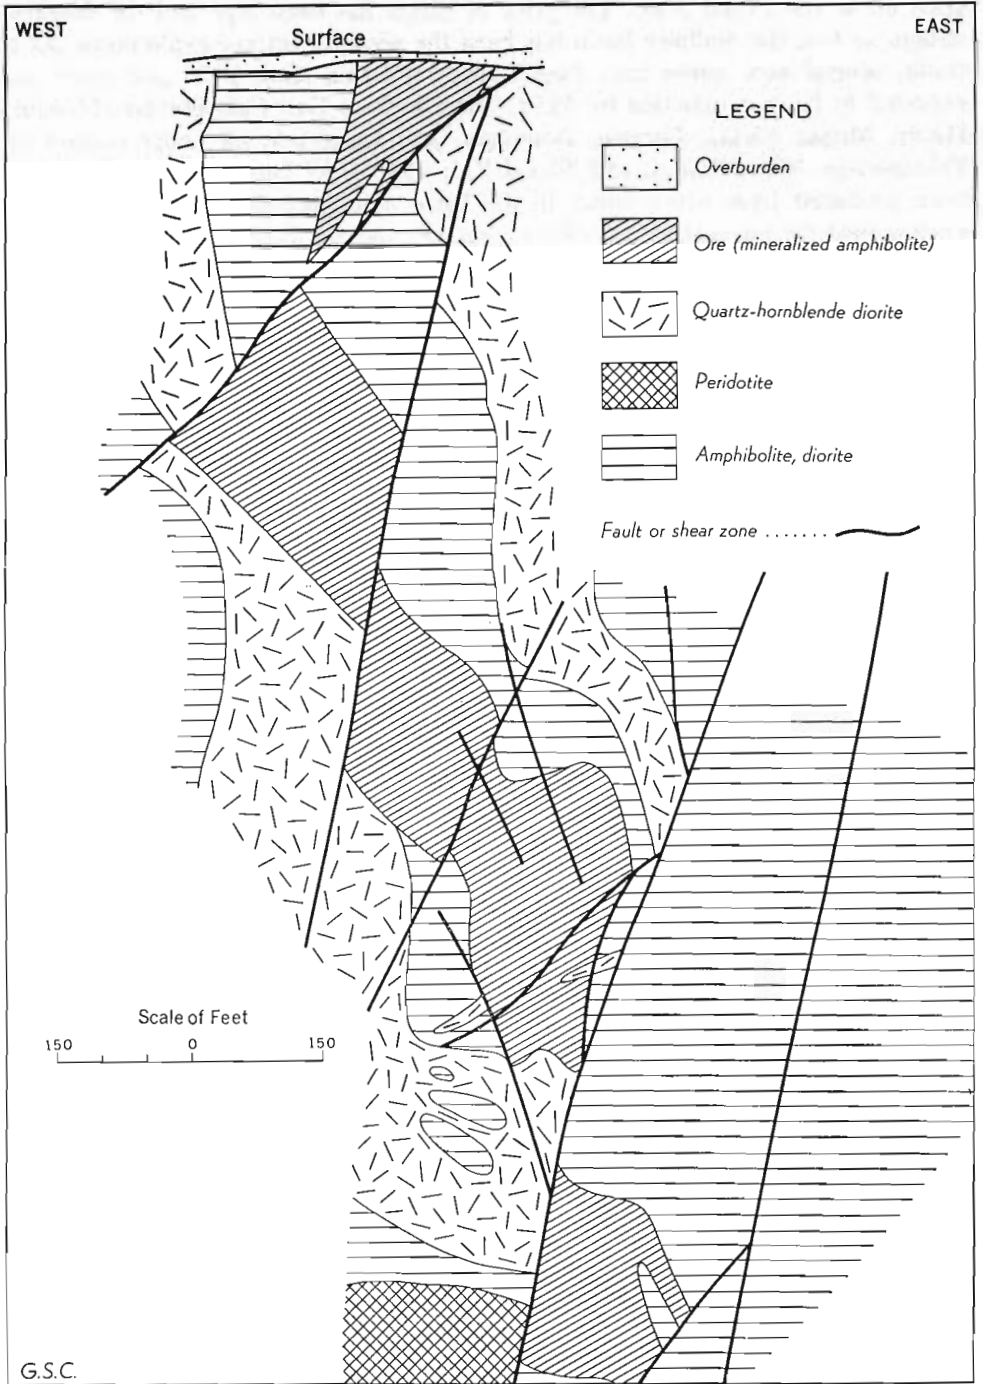 WEST
EAST
Surface
LEGEND
Overburden
Ore (mineralized amphibolite)
Quartz-hornblende diorite
Peridotite
Amphibolite, diorite
Fault or shear zone .......
Scale of Feet
150 0 150
G.S.C.